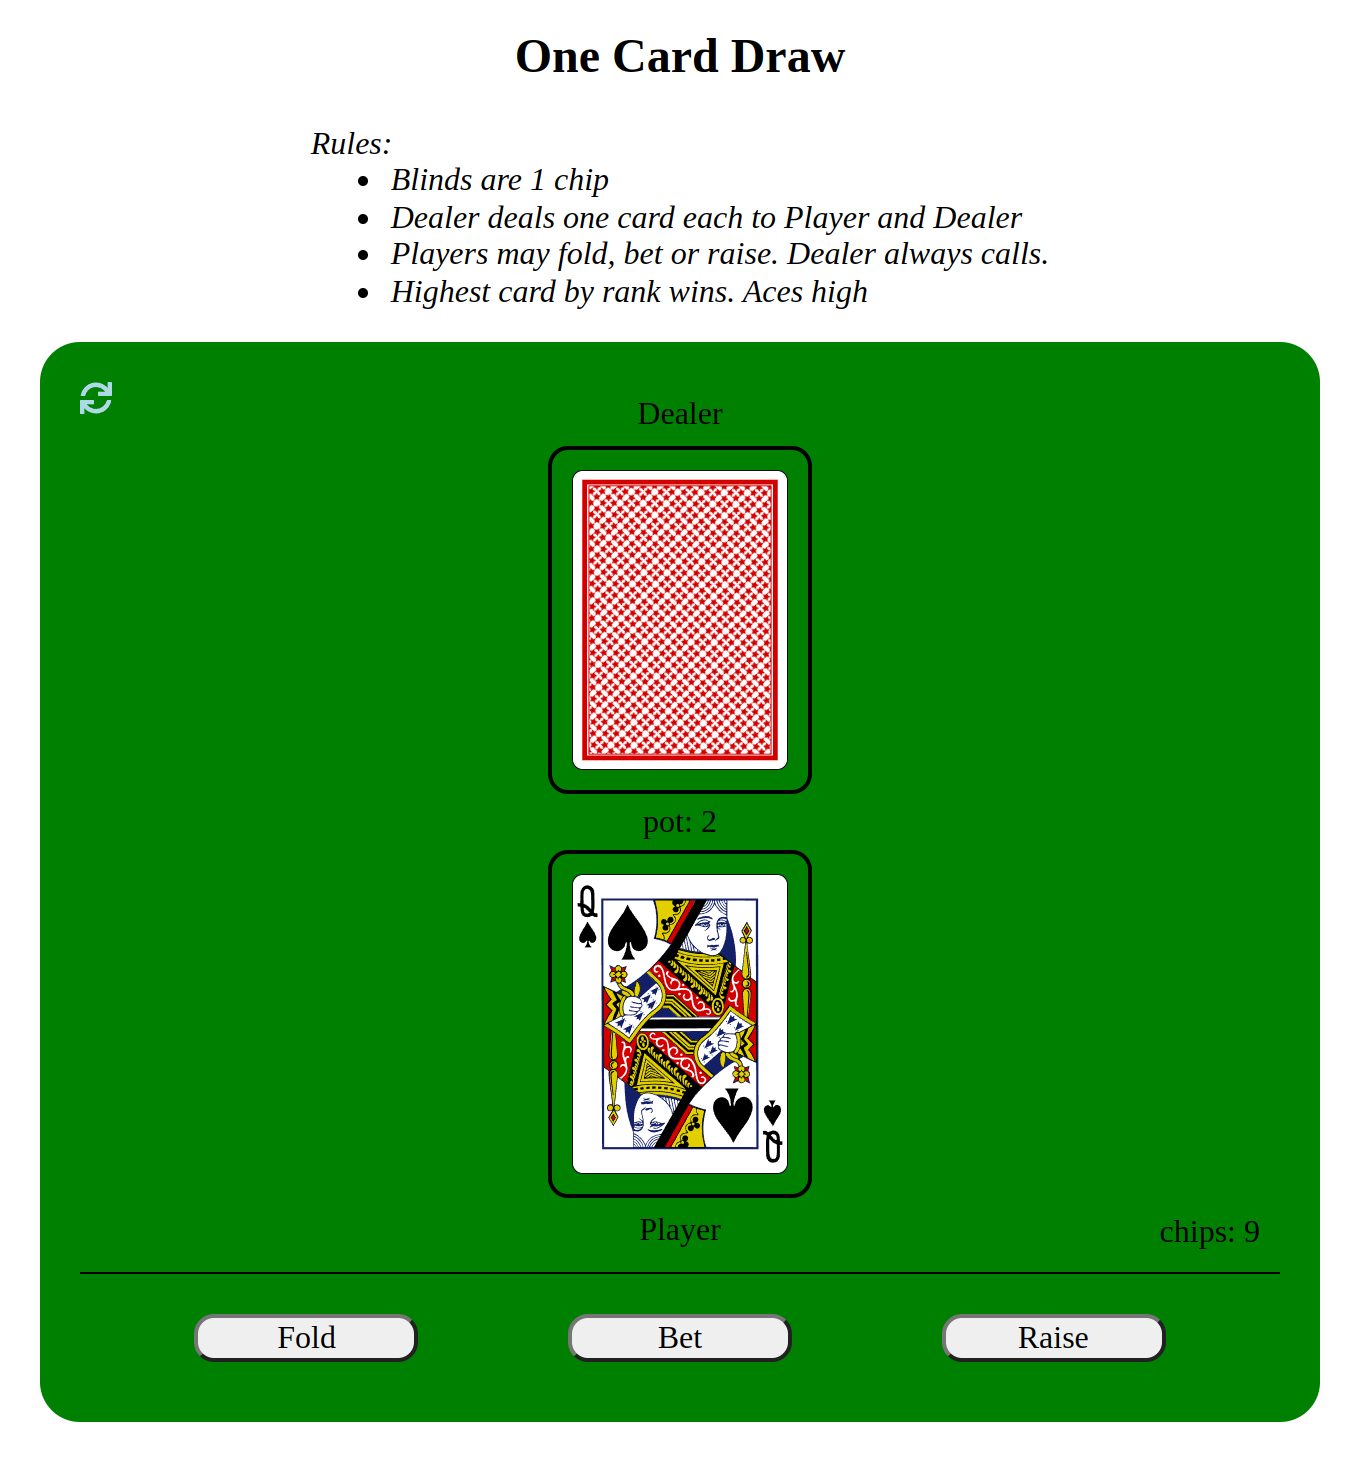 One Card Draw
Rules:
Blinds are 1 chip
Dealer deals one card each to Player and Dealer
Players may fold, bet or raise. Dealer always calls.
Highest card by rank wins. Aces high
Dealer
pot: 2
Q
Q
Player
chips: 9
Fold Bet Raise